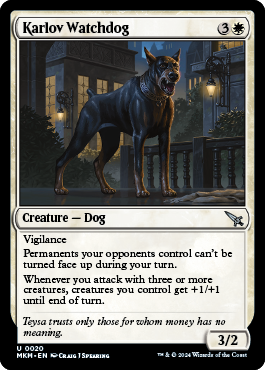 Karlov Watchdog 3
Creature — Dog
Vigilance
Permanents your opponents control can't be
turned face up during your turn.
Whenever you attack with three or more
creatures, creatures you control get +1/+1
until end of turn.
Teysa trusts only those for whom money has no
meaning.
3/2
U 0020
MKM • EN Craig J Spearing
™ & © 2024 Wizards of the Coast